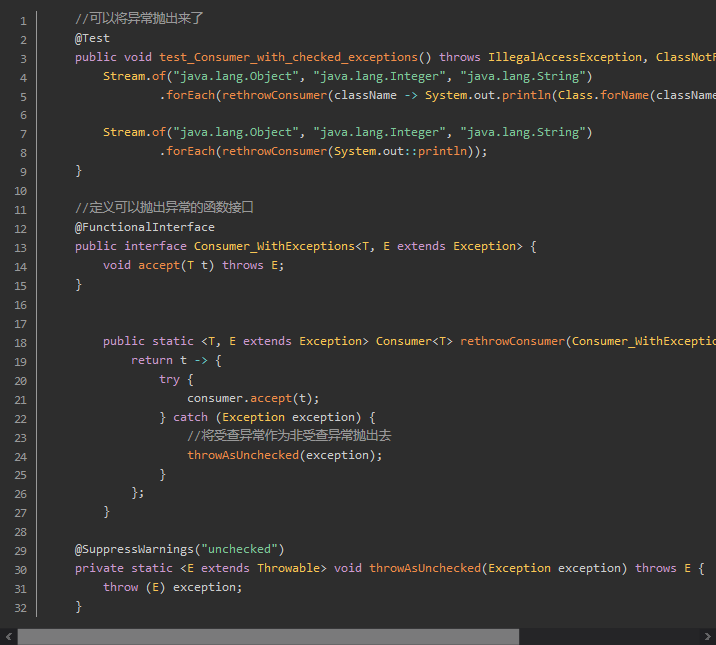 1 //可以将异常抛出来了
2 @Test
3 public void test_Consumer_with_checked_exceptions() throws IllegalAccessException, ClassNotF
4 Stream.of("java.lang.Object", "java.lang.Integer", "java.lang.String")
5 .forEach(rethrowConsumer(className -> System.out.println(Class.forName(className
6
7 Stream.of("java.lang.Object", "java.lang.Integer", "java.lang.String")
8 .forEach(rethrowConsumer(System.out::println));
9 }
10
11 //定义可以抛出异常的函数接口
12 @FunctionalInterface
13 public interface Consumer_WithExceptions<T, E extends Exception> {
14 void accept(T t) throws E;
15 }
16
17
18 public static <T, E extends Exception> Consumer<T> rethrowConsumer(Consumer_WithExceptio
19 return t -> {
20 try {
21 consumer.accept(t);
22 } catch (Exception exception) {
23 //将受查异常作为非受查异常抛出去
24 throwAsUnchecked(exception);
25 }
26 };
27 }
28
29 @SuppressWarnings("unchecked")
30 private static <E extends Throwable> void throwAsUnchecked(Exception exception) throws E {
31 throw (E) exception;
32 }